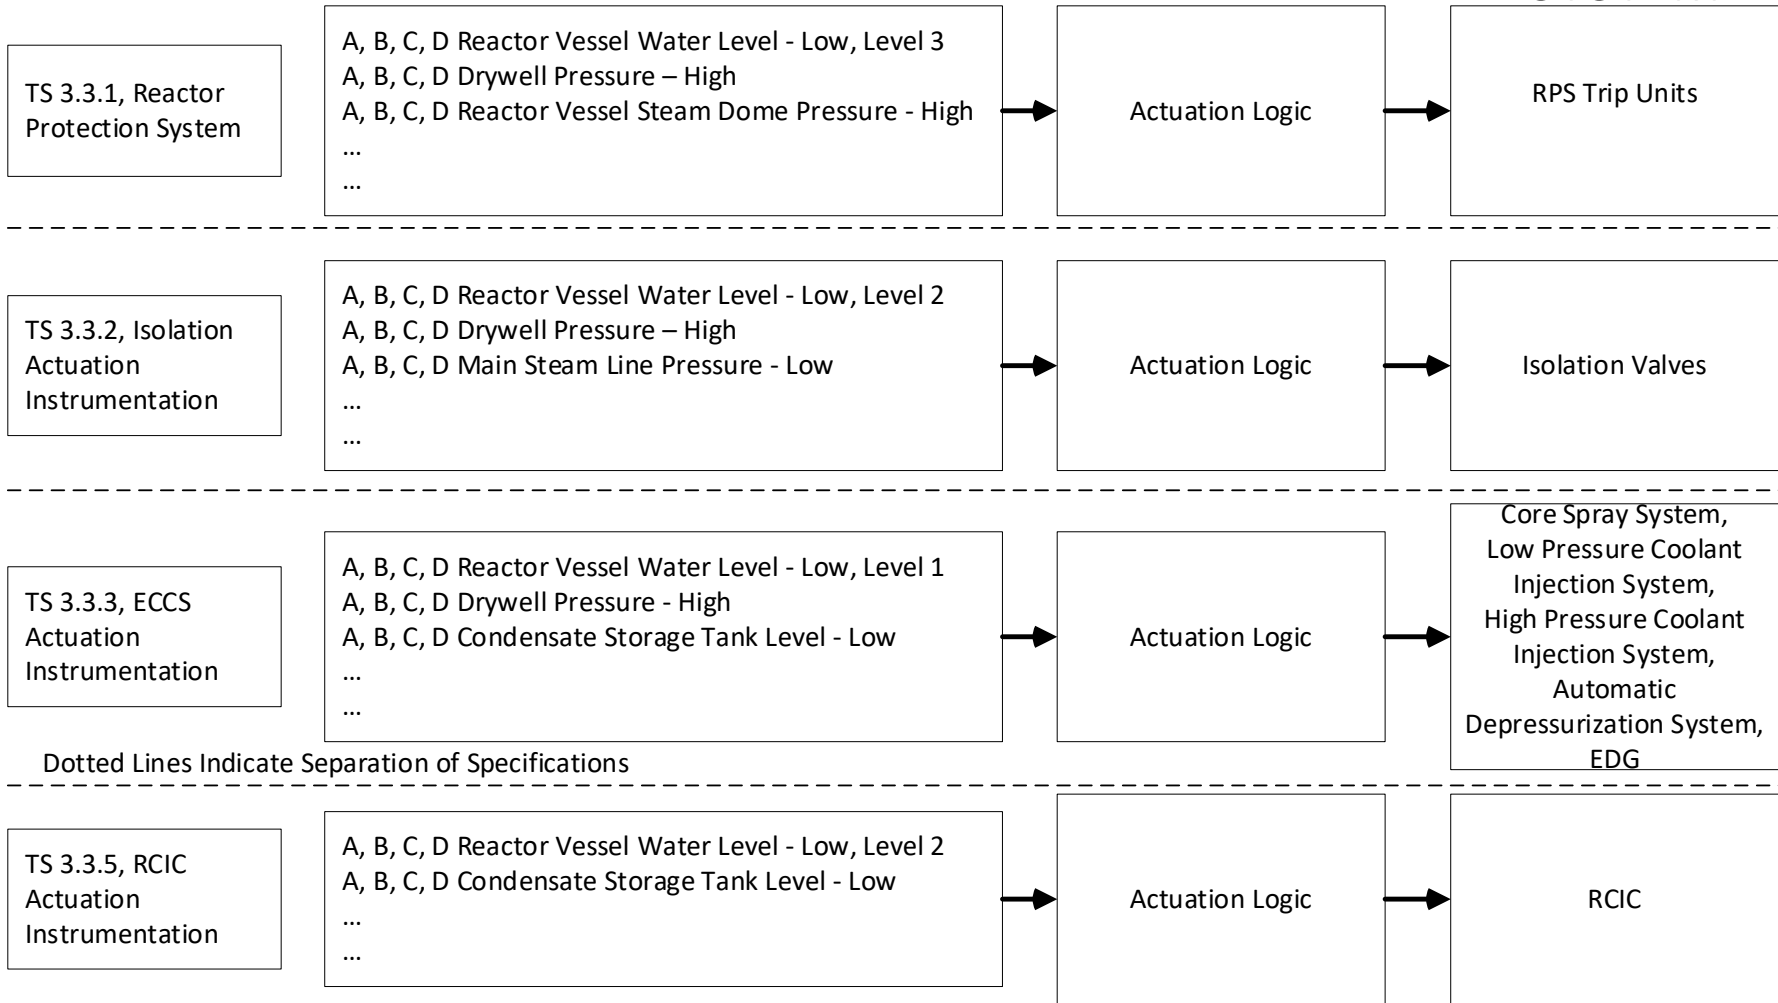 TS 3.3.1, Reactor
Protection System
A, B, C, D Reactor Vessel Water Level - Low, Level 3
A, B, C, D Drywell Pressure – High
A, B, C, D Reactor Vessel Steam Dome Pressure - High
...
...
Actuation Logic
RPS Trip Units
TS 3.3.2, Isolation
Actuation
Instrumentation
A, B, C, D Reactor Vessel Water Level - Low, Level 2
A, B, C, D Drywell Pressure – High
A, B, C, D Main Steam Line Pressure - Low
...
...
Actuation Logic
Isolation Valves
TS 3.3.3, ECCS
Actuation
Instrumentation
A, B, C, D Reactor Vessel Water Level - Low, Level 1
A, B, C, D Drywell Pressure - High
A, B, C, D Condensate Storage Tank Level - Low
...
...
Actuation Logic
Core Spray System,
Low Pressure Coolant
Injection System,
High Pressure Coolant
Injection System,
Automatic
Depressurization System,
EDG
Dotted Lines Indicate Separation of Specifications
TS 3.3.5, RCIC
Actuation
Instrumentation
A, B, C, D Reactor Vessel Water Level - Low, Level 2
A, B, C, D Condensate Storage Tank Level - Low
...
...
Actuation Logic
RCIC